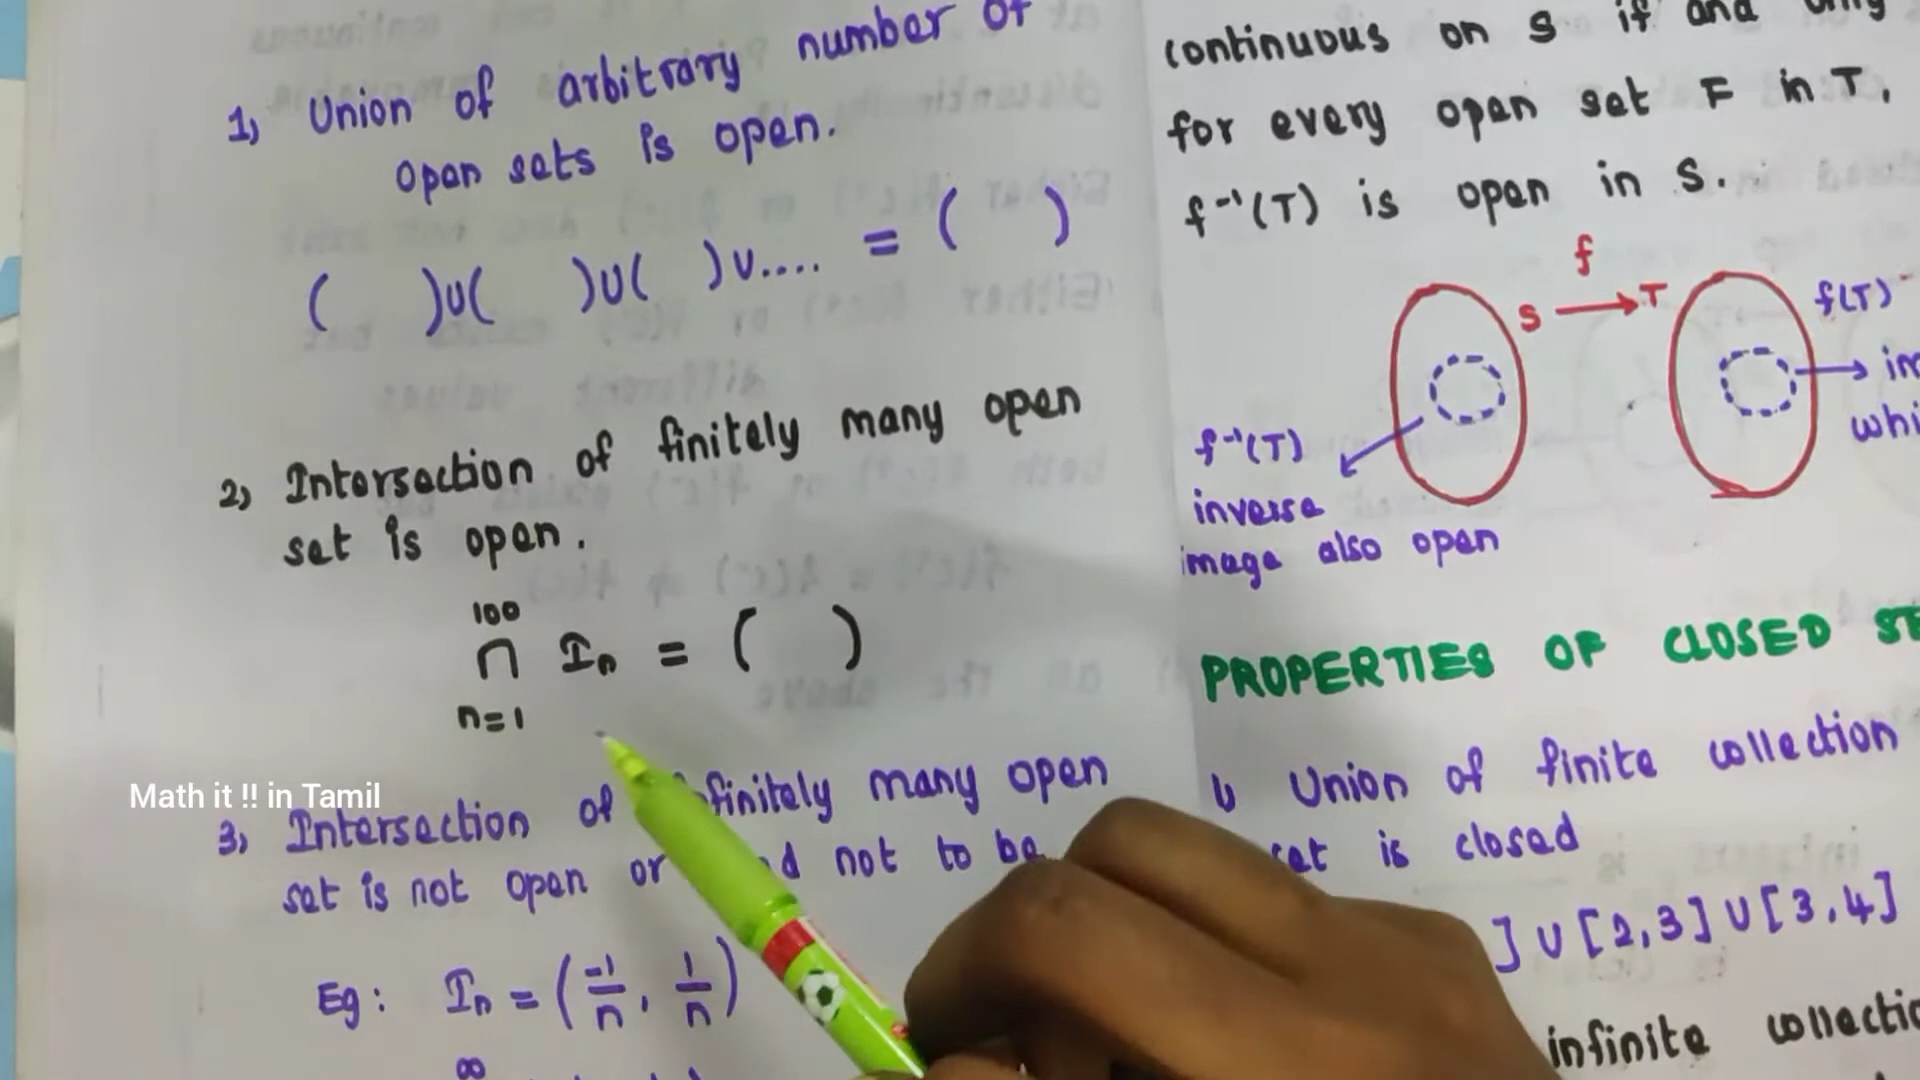 1) Union of arbitrary number of
open sets is open.
( )∪( )∪( )∪.... = ( )
2) Intersection of finitely many open
set is open.
100
∩ In = ( )
n=1
3) Intersection of finitely many open
set is not open or not to be
Eg : In = (-1/n, 1/n)
∞
continuous on S if and only
for every open set F in T,
f⁻¹(T) is open in S.
f
S → T
f(T)
f⁻¹(T)
inverse
image also open
PROPERTIES OF CLOSED
1) Union of finite collection
set is closed
] ∪ [2,3] ∪ [3,4]
infinite
Math it !! in Tamil